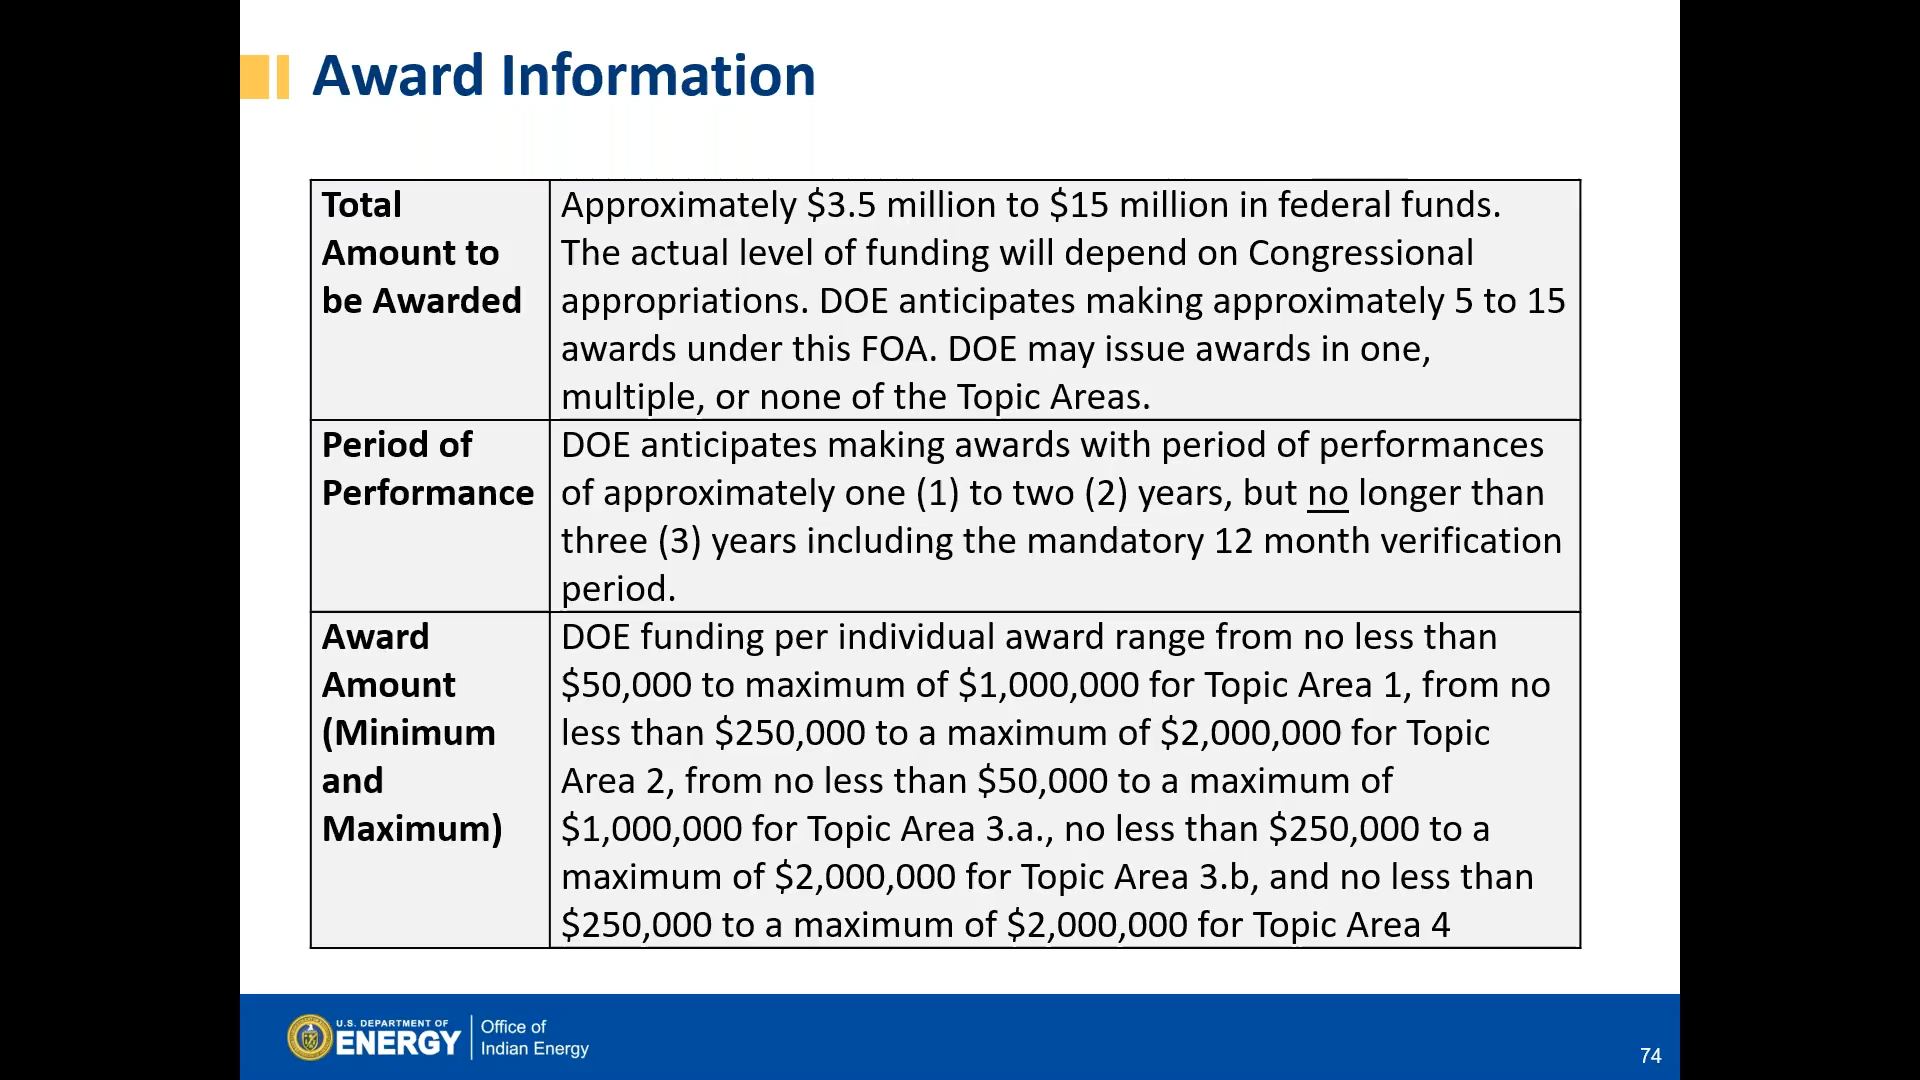 Award Information
Total
Amount to
be Awarded
Approximately $3.5 million to $15 million in federal funds.
The actual level of funding will depend on Congressional
appropriations. DOE anticipates making approximately 5 to 15
awards under this FOA. DOE may issue awards in one,
multiple, or none of the Topic Areas.
Period of
Performance
DOE anticipates making awards with period of performances
of approximately one (1) to two (2) years, but no longer than
three (3) years including the mandatory 12 month verification
period.
Award
Amount
(Minimum
and
Maximum)
DOE funding per individual award range from no less than
$50,000 to maximum of $1,000,000 for Topic Area 1, from no
less than $250,000 to a maximum of $2,000,000 for Topic
Area 2, from no less than $50,000 to a maximum of
$1,000,000 for Topic Area 3.a., no less than $250,000 to a
maximum of $2,000,000 for Topic Area 3.b, and no less than
$250,000 to a maximum of $2,000,000 for Topic Area 4
U.S. DEPARTMENT OF
ENERGY
Office of
Indian Energy
74